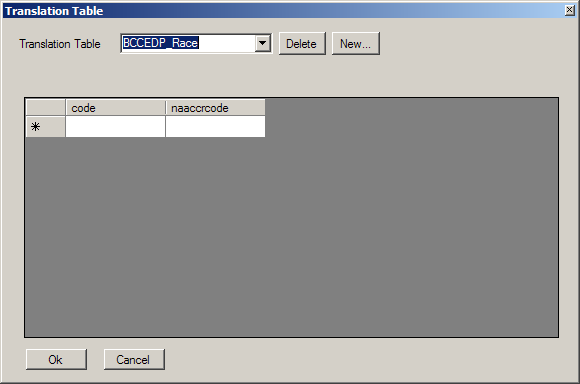 Translation Table
Translation Table BCCEDP_Race Delete New...
code naaccrcode
Ok Cancel